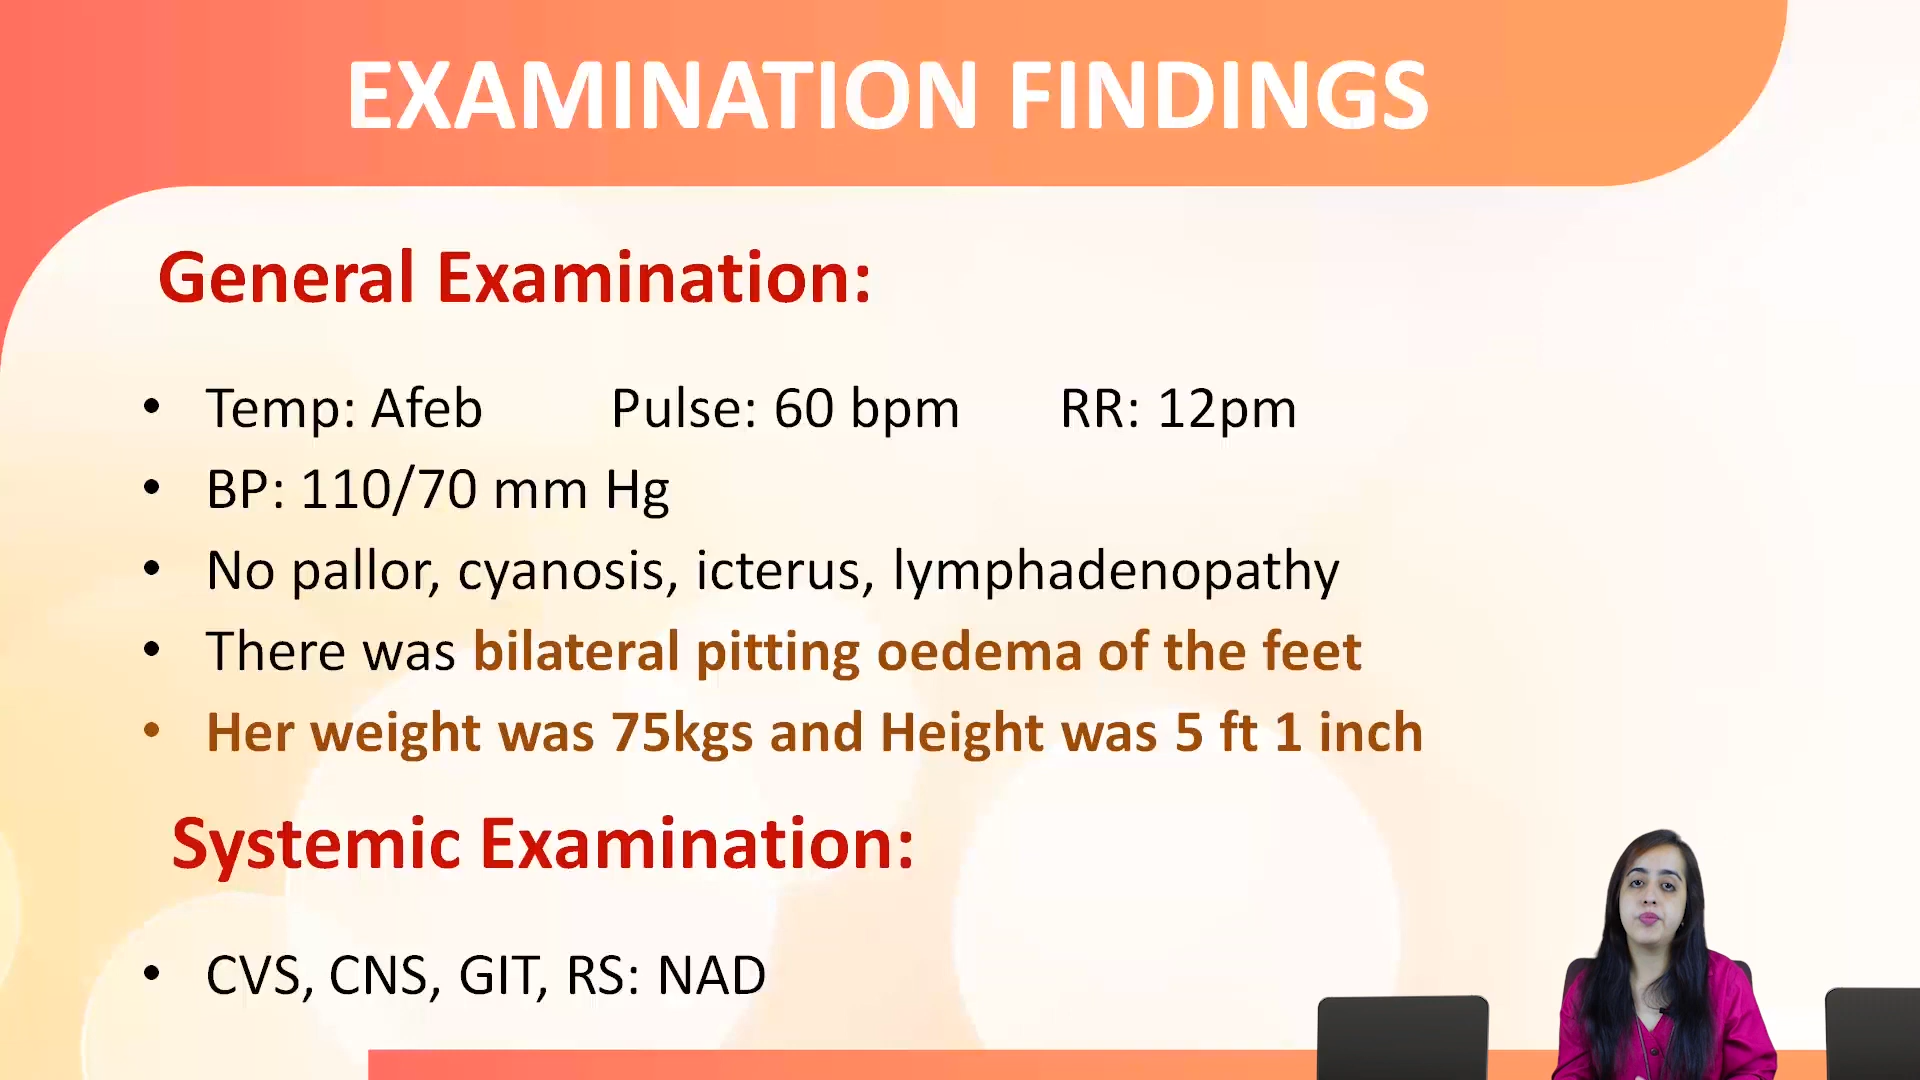 EXAMINATION FINDINGS
General Examination:
• Temp: Afeb Pulse: 60 bpm RR: 12pm
• BP: 110/70 mm Hg
• No pallor, cyanosis, icterus, lymphadenopathy
• There was bilateral pitting oedema of the feet
• Her weight was 75kgs and Height was 5 ft 1 inch
Systemic Examination:
• CVS, CNS, GIT, RS: NAD